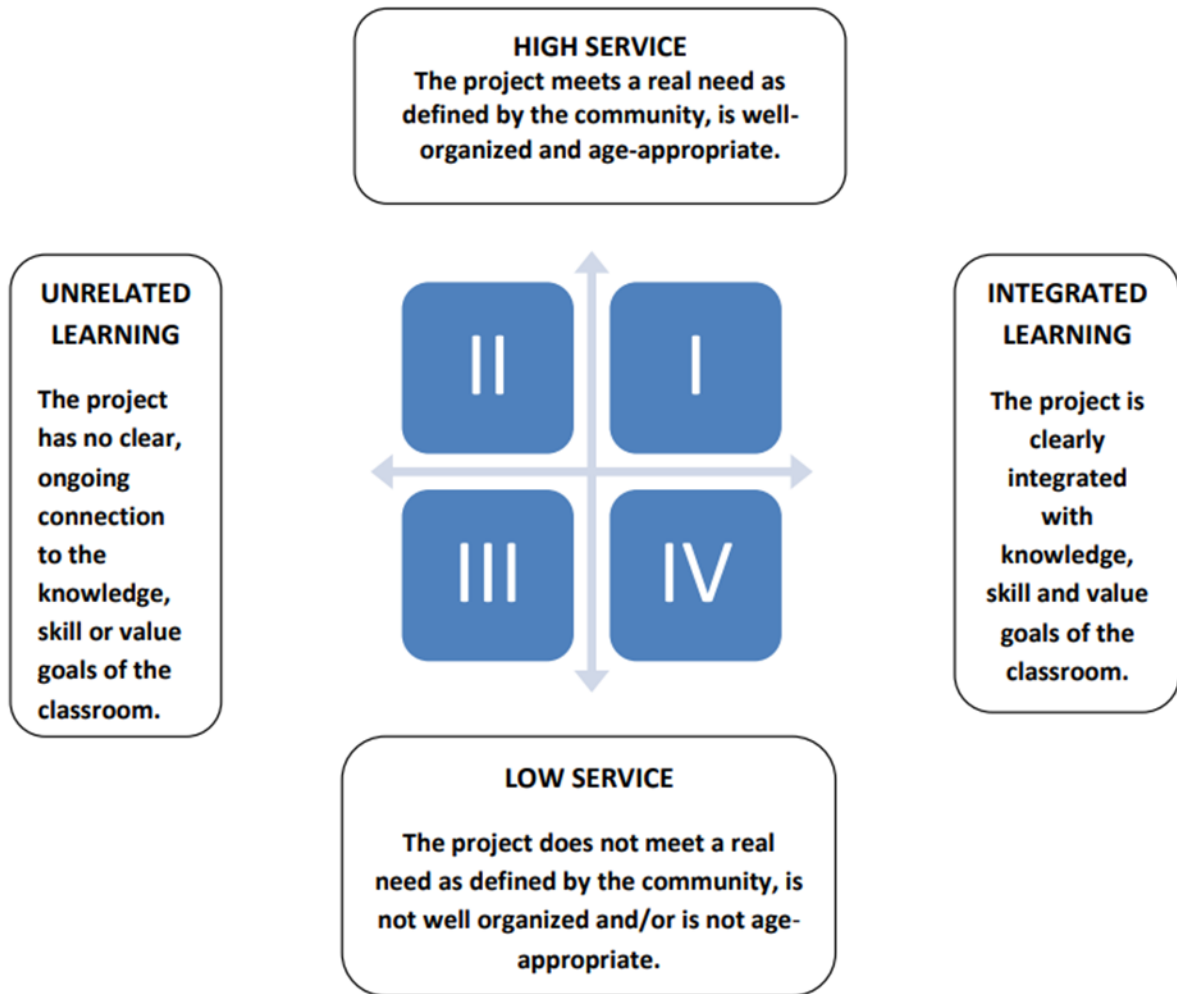 HIGH SERVICE
The project meets a real need as
defined by the community, is well-
organized and age-appropriate.
UNRELATED
LEARNING
The project
has no clear,
ongoing
connection
to the
knowledge,
skill or value
goals of the
classroom.
II
I
III
IV
INTEGRATED
LEARNING
The project is
clearly
integrated
with
knowledge,
skill and value
goals of the
classroom.
LOW SERVICE
The project does not meet a real
need as defined by the community, is
not well organized and/or is not age-
appropriate.